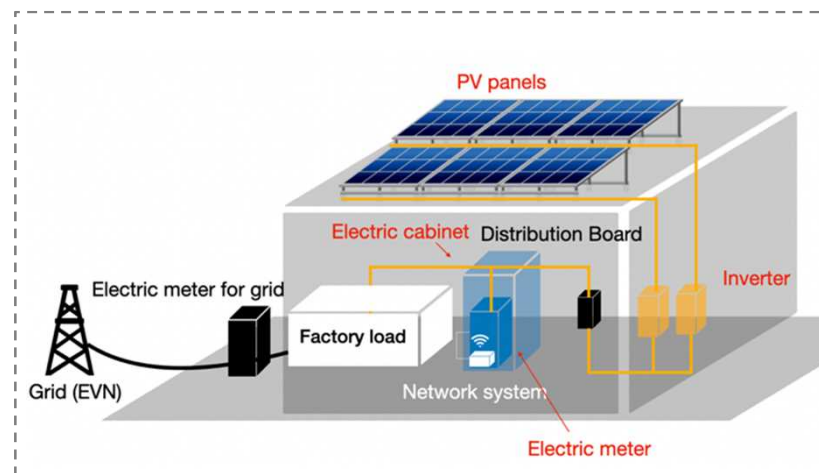 PV panels
Electric cabinet
Distribution Board
Inverter
Electric meter for grid
Factory load
Grid (EVN)
Network system
Electric meter